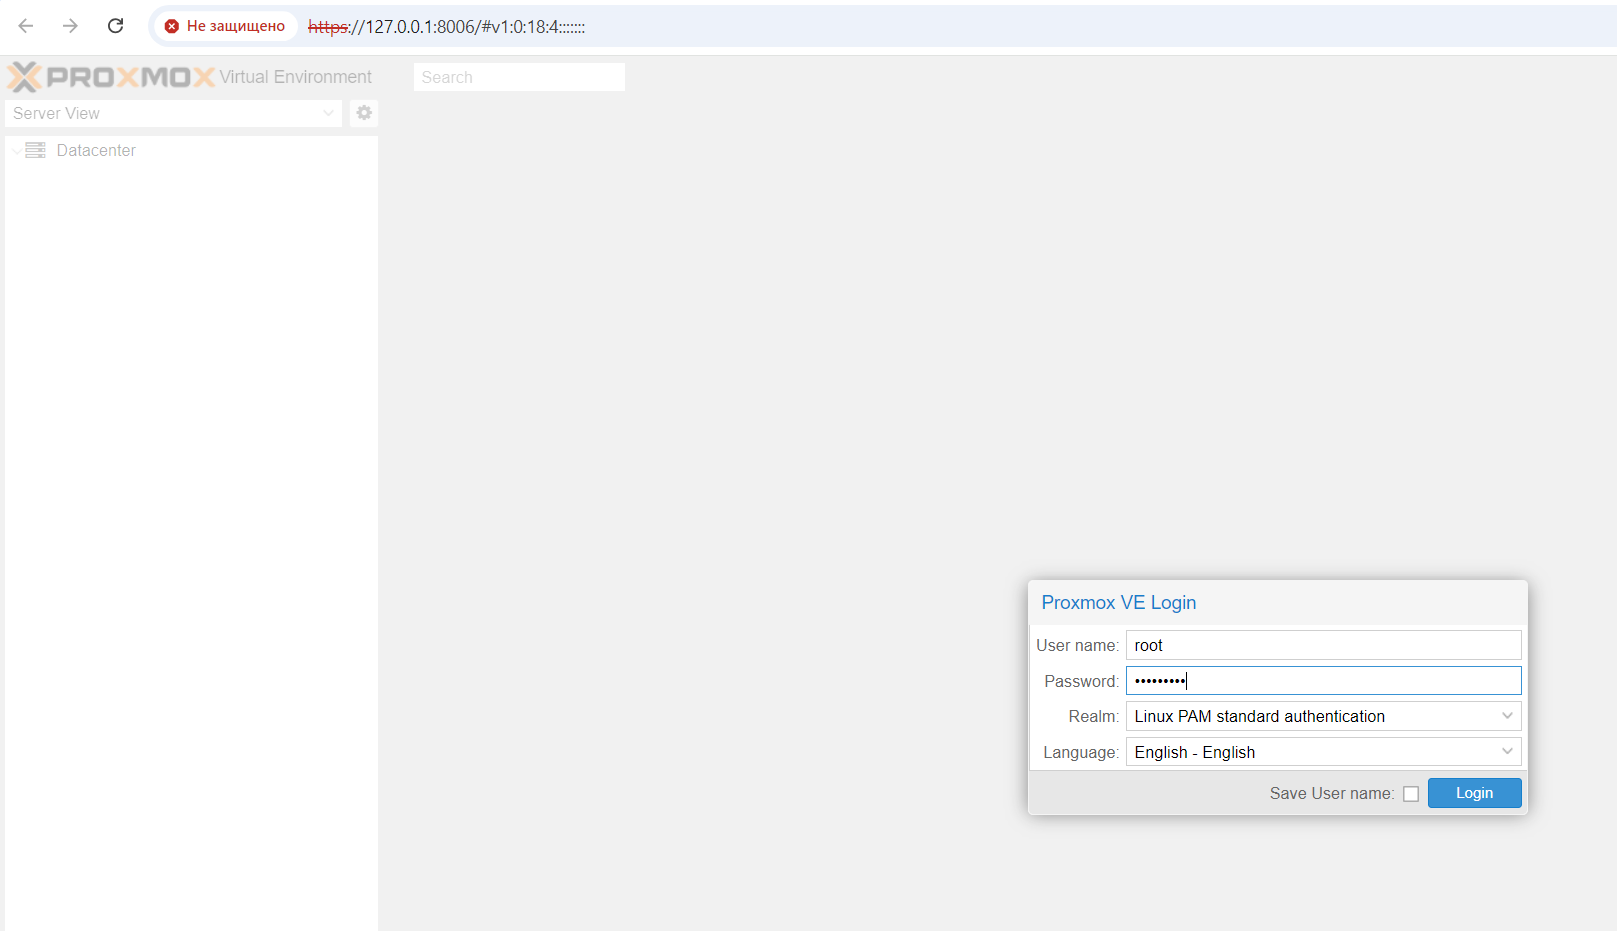 Не защищено https://127.0.0.1:8006/#v1:0:18:4:::::::
PROXMOX Virtual Environment Search
Server View
Datacenter
Proxmox VE Login
User name: root
Password: •••••••••
Realm: Linux PAM standard authentication
Language: English - English
Save User name: Login